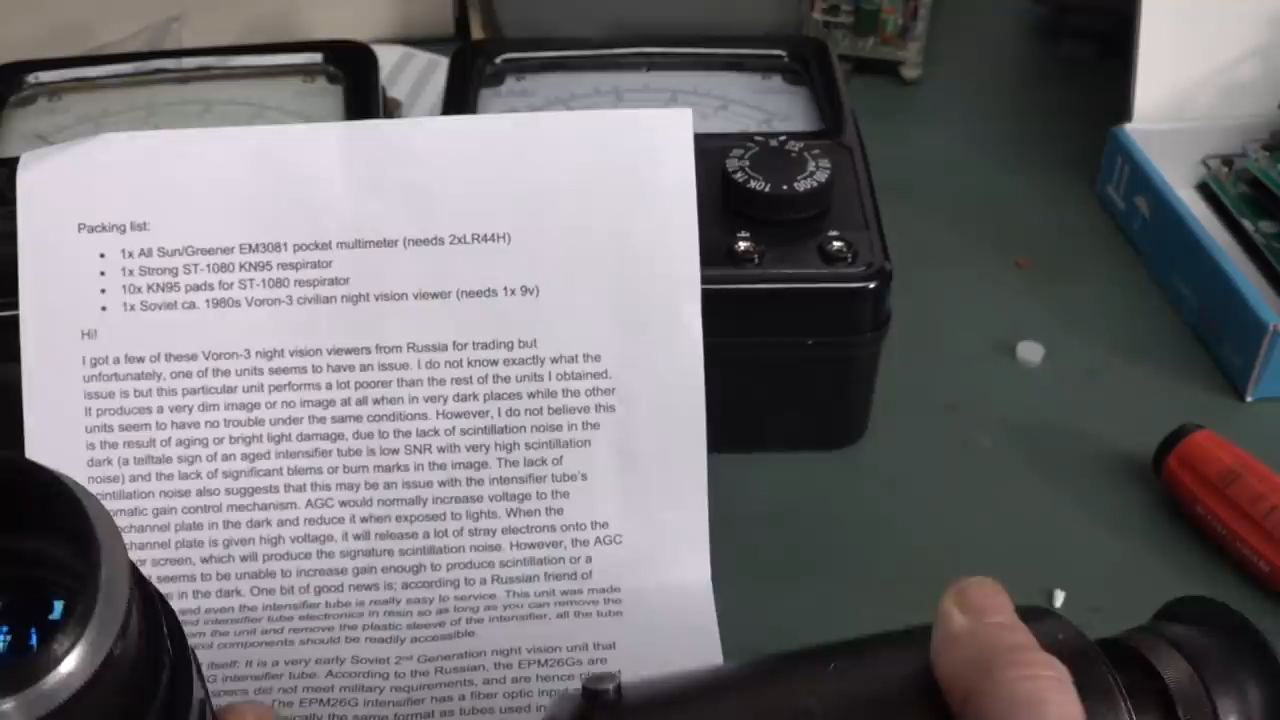 Packing list:
• 1x All Sun/Greener EM3081 pocket multimeter (needs 2xLR44H)
• 1x Strong ST-1080 KN95 respirator
• 10x KN95 pads for ST-1080 respirator
• 1x Soviet ca. 1980s Voron-3 civilian night vision viewer (needs 1x 9v)
Hi!
I got a few of these Voron-3 night vision viewers from Russia for trading but
unfortunately, one of the units seems to have an issue. I do not know exactly what the
issue is but this particular unit performs a lot poorer than the rest of the units I obtained.
It produces a very dim image or no image at all when in very dark places while the other
units seem to have no trouble under the same conditions. However, I do not believe this
is the result of aging or bright light damage, due to the lack of scintillation noise in the
dark (a telltale sign of an aged intensifier tube is low SNR with very high scintillation
noise) and the lack of significant blems or burn marks in the image. The lack of
scintillation noise also suggests that this may be an issue with the intensifier tube's
omatic gain control mechanism. AGC would normally increase voltage to the
channel plate in the dark and reduce it when exposed to lights. When the
hannel plate is given high voltage, it will release a lot of stray electrons onto the
or screen, which will produce the signature scintillation noise. However, the AGC
seems to be unable to increase gain enough to produce scintillation or a
e in the dark. One bit of good news is; according to a Russian friend of
even the intensifier tube is really easy to service. This unit was made
intensifier tube electronics in resin so as long as you can remove the
om the unit and remove the plastic sleeve of the intensifier, all the tube
components should be readily accessible.
itself: It is a very early Soviet 2nd Generation night vision unit that
G intensifier tube. According to the Russian, the EPM26Gs are
specs did not meet military requirements, and are hence
The EPM26G intensifier has a fiber optic input
ically the same format as tubes used in
10K 1K 100
100 500